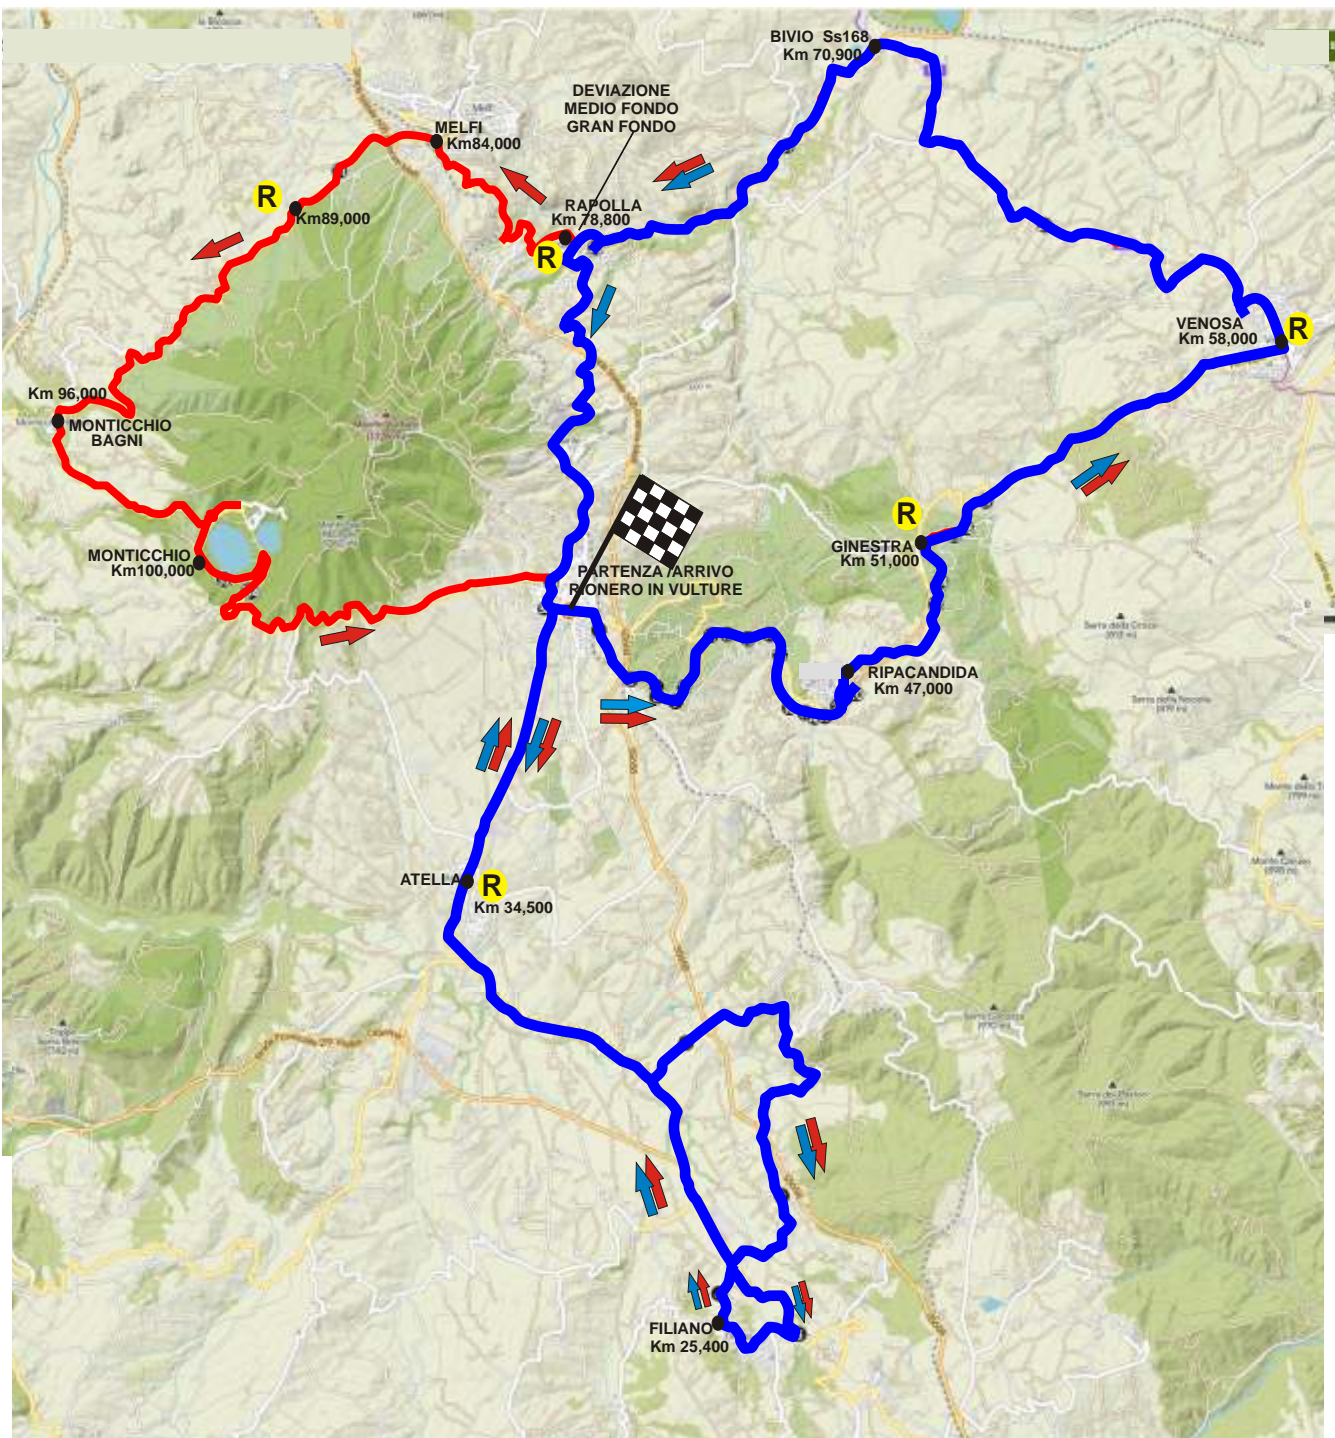 BIVIO Ss168
Km 70,900
DEVIAZIONE
MEDIO FONDO
GRAN FONDO
MELFI
Km84,000
R
Km89,000
RAPOLLA
Km 78,800
R
VENOSA
Km 58,000
R
Km 96,000
MONTICCHIO
BAGNI
R
GINESTRA
Km 51,000
MONTICCHIO
Km100,000
PARTENZA /ARRIVO
RIONERO IN VULTURE
RIPACANDIDA
Km 47,000
ATELLA
R
Km 34,500
FILIANO
Km 25,400